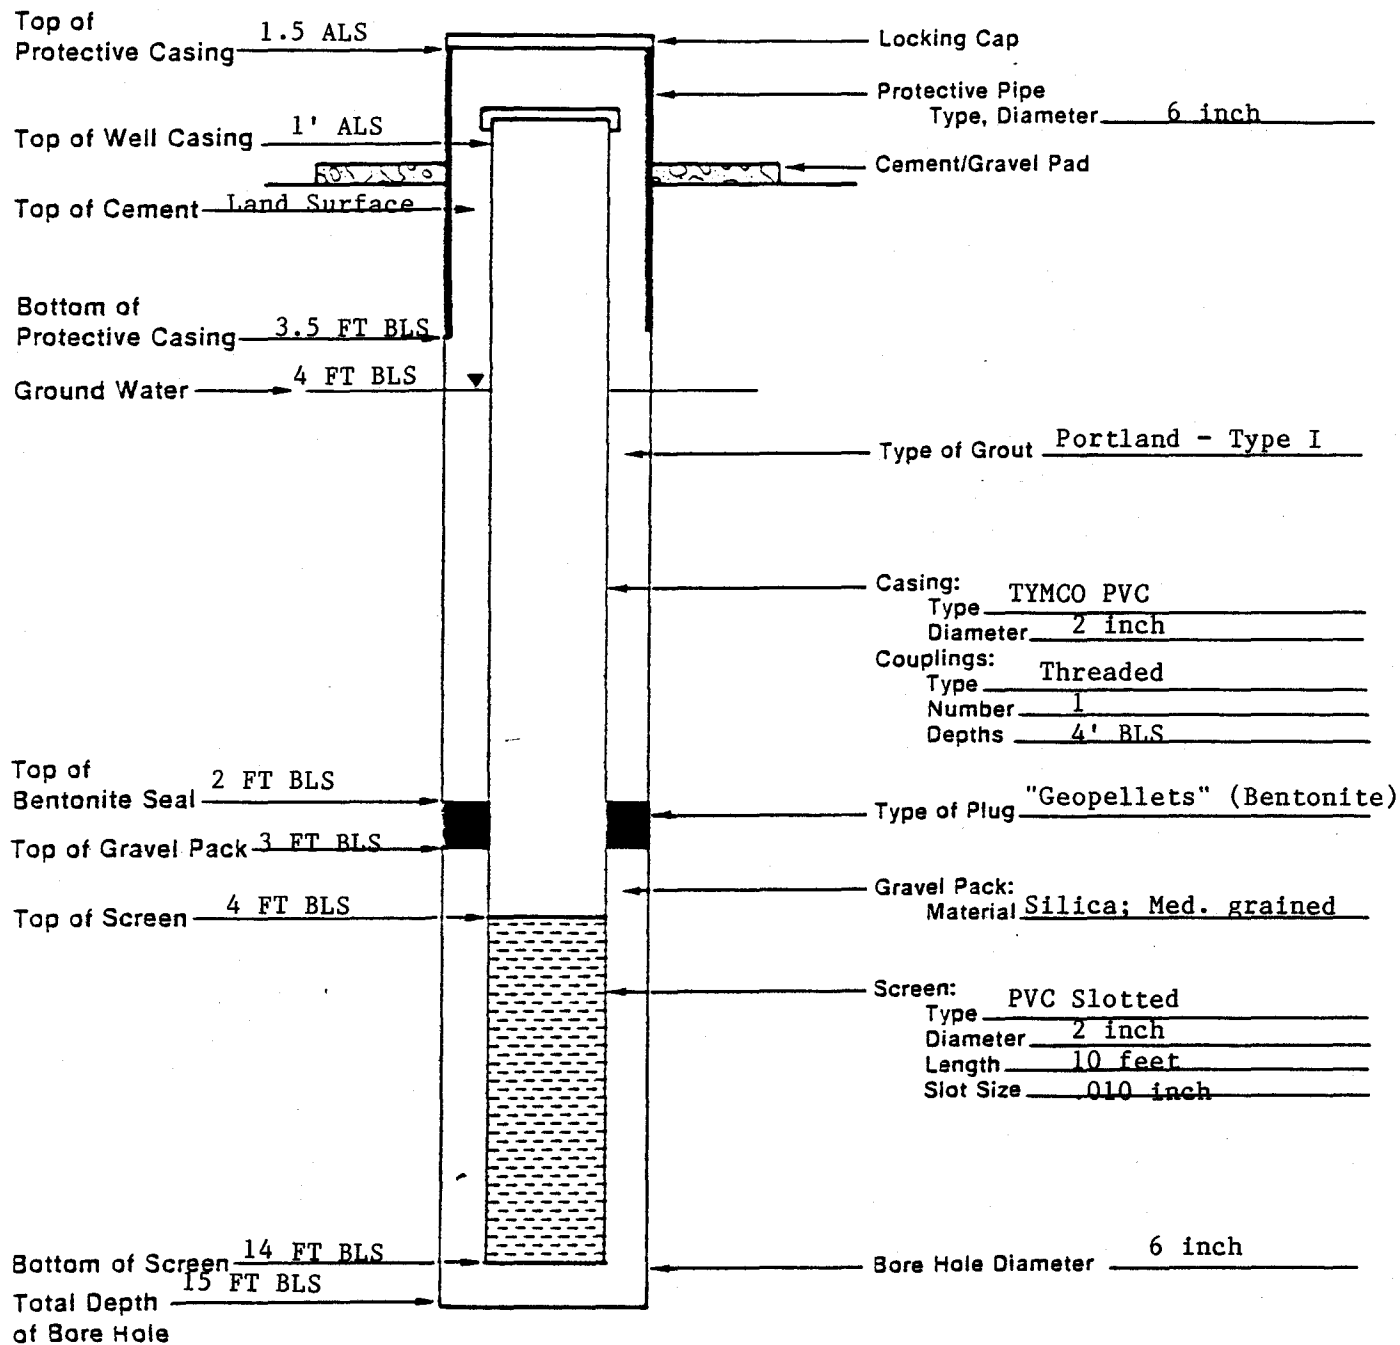 Top of
Protective Casing 1.5 ALS
Locking Cap
Protective Pipe
Type, Diameter 6 inch
Top of Well Casing 1' ALS
Cement/Gravel Pad
Top of Cement Land Surface
Bottom of
Protective Casing 3.5 FT BLS
Ground Water 4 FT BLS
Type of Grout Portland - Type I
Casing:
Type TYMCO PVC
Diameter 2 inch
Couplings:
Type Threaded
Number 1
Depths 4' BLS
Top of
Bentonite Seal 2 FT BLS
Type of Plug "Geopellets" (Bentonite)
Top of Gravel Pack 3 FT BLS
Gravel Pack:
Material Silica; Med. grained
Top of Screen 4 FT BLS
Screen:
Type PVC Slotted
Diameter 2 inch
Length 10 feet
Slot Size .010 inch
Bottom of Screen 14 FT BLS
Bore Hole Diameter 6 inch
Total Depth 15 FT BLS
of Bore Hole